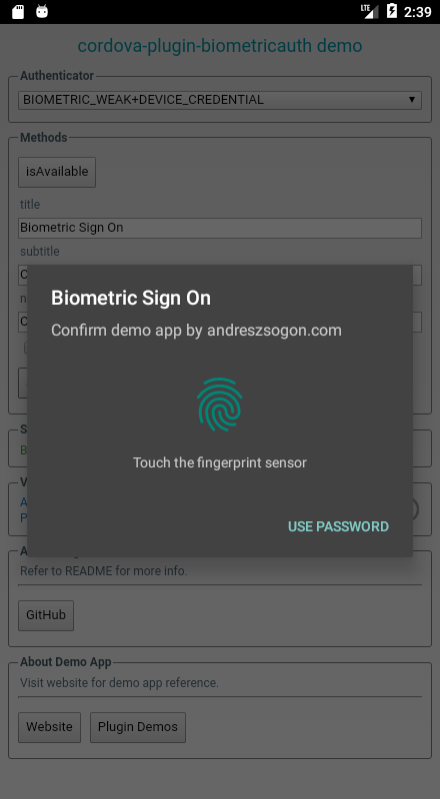 LTE 2:39
cordova-plugin-biometricauth demo
Authenticator
BIOMETRIC_WEAK+DEVICE_CREDENTIAL
Methods
isAvailable
title
Biometric Sign On
subtitle
Biometric Sign On
Confirm demo app by andreszsogon.com
Touch the fingerprint sensor
USE PASSWORD
Refer to README for more info.
GitHub
About Demo App
Visit website for demo app reference.
Website Plugin Demos